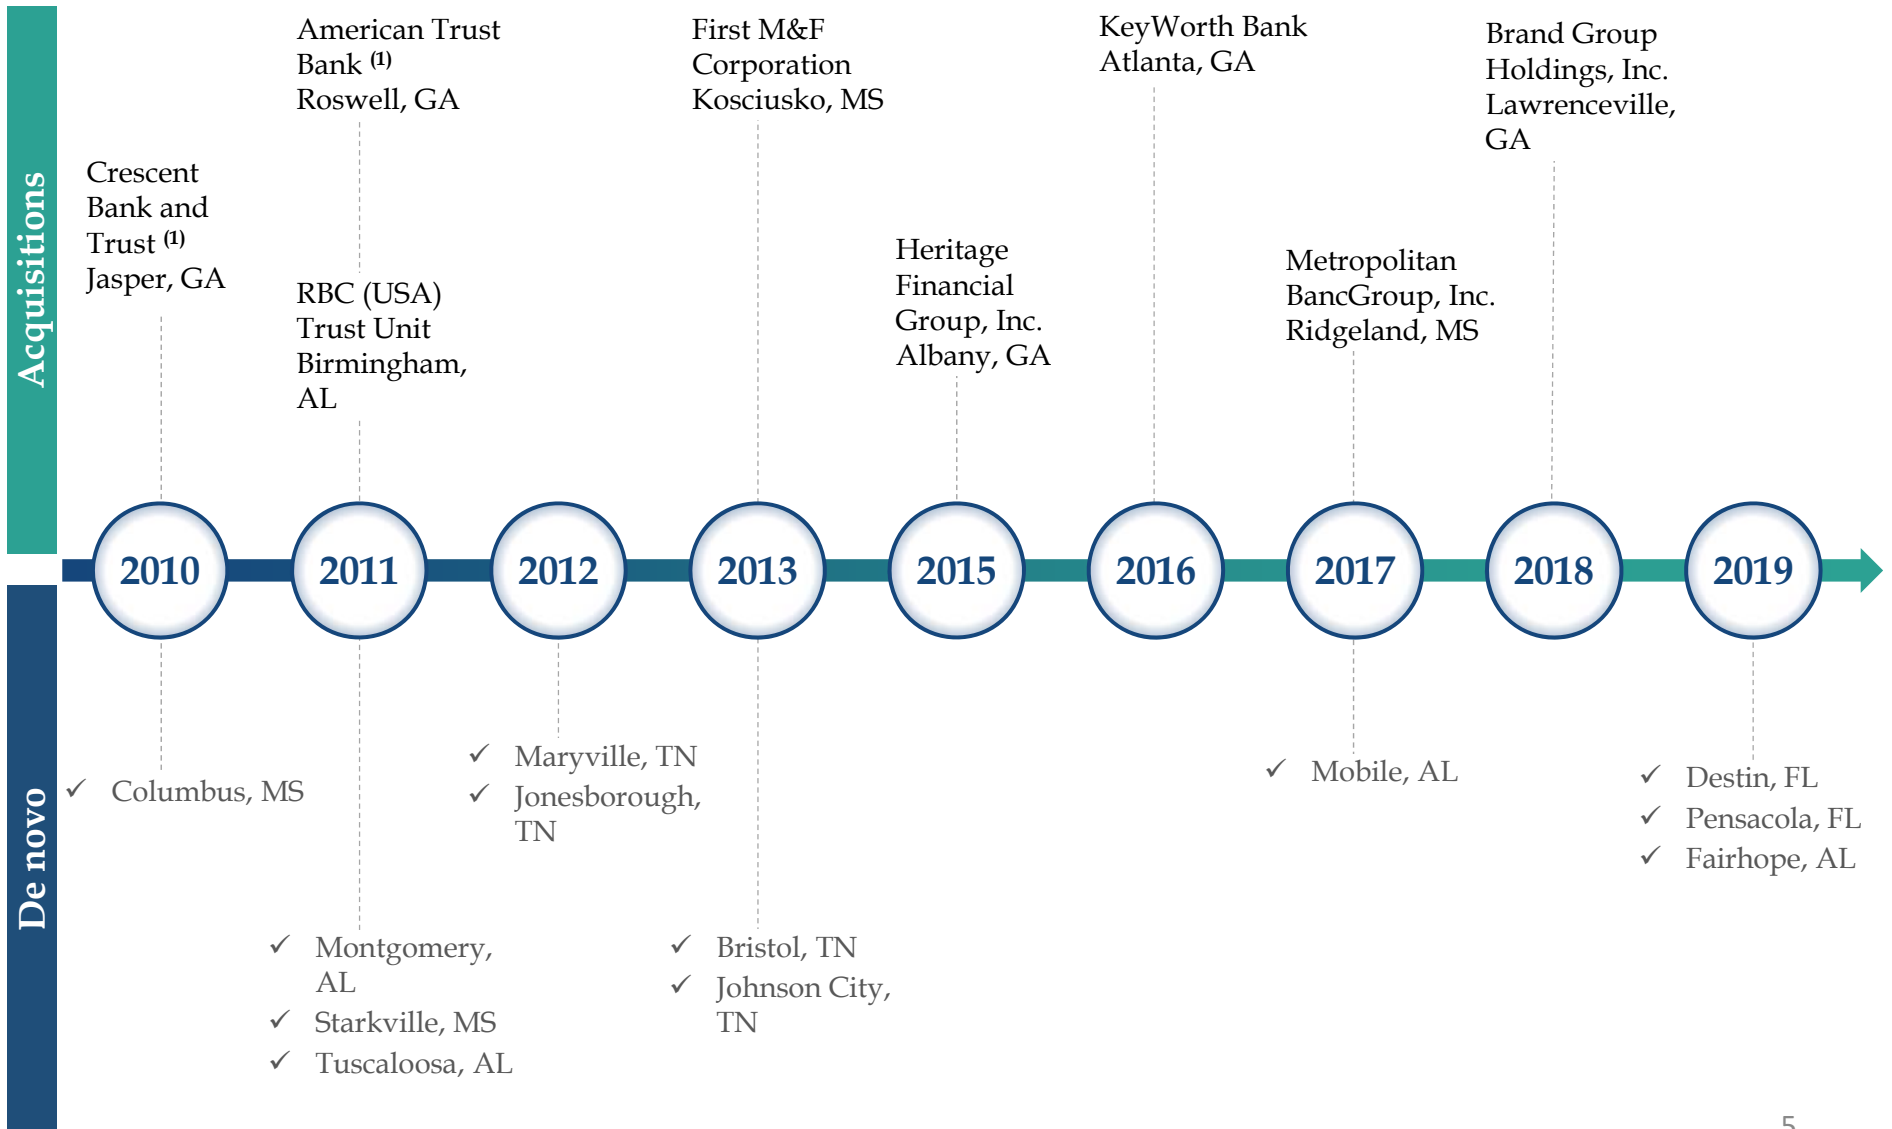 Acquisitions
Crescent
Bank and
Trust (1)
Jasper, GA
American Trust
Bank (1)
Roswell, GA
RBC (USA)
Trust Unit
Birmingham,
AL
First M&F
Corporation
Kosciusko, MS
Heritage
Financial
Group, Inc.
Albany, GA
KeyWorth Bank
Atlanta, GA
Metropolitan
BancGroup, Inc.
Ridgeland, MS
Brand Group
Holdings, Inc.
Lawrenceville,
GA
2010
2011
2012
2013
2015
2016
2017
2018
2019
De novo
✓ Columbus, MS
✓ Montgomery,
AL
✓ Starkville, MS
✓ Tuscaloosa, AL
✓ Maryville, TN
✓ Jonesborough,
TN
✓ Bristol, TN
✓ Johnson City,
TN
✓ Mobile, AL
✓ Destin, FL
✓ Pensacola, FL
✓ Fairhope, AL
5